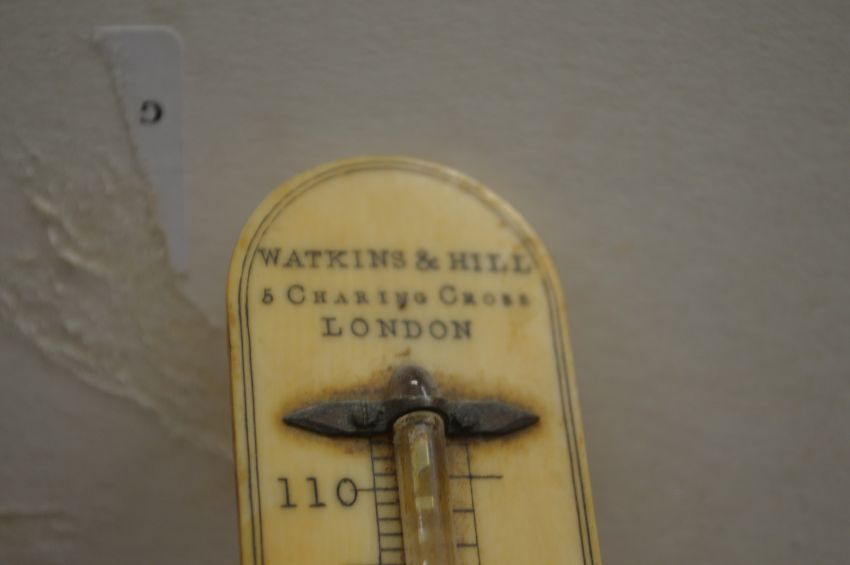 G
WATKINS & HILL
5 CHARING CROSS
LONDON
110